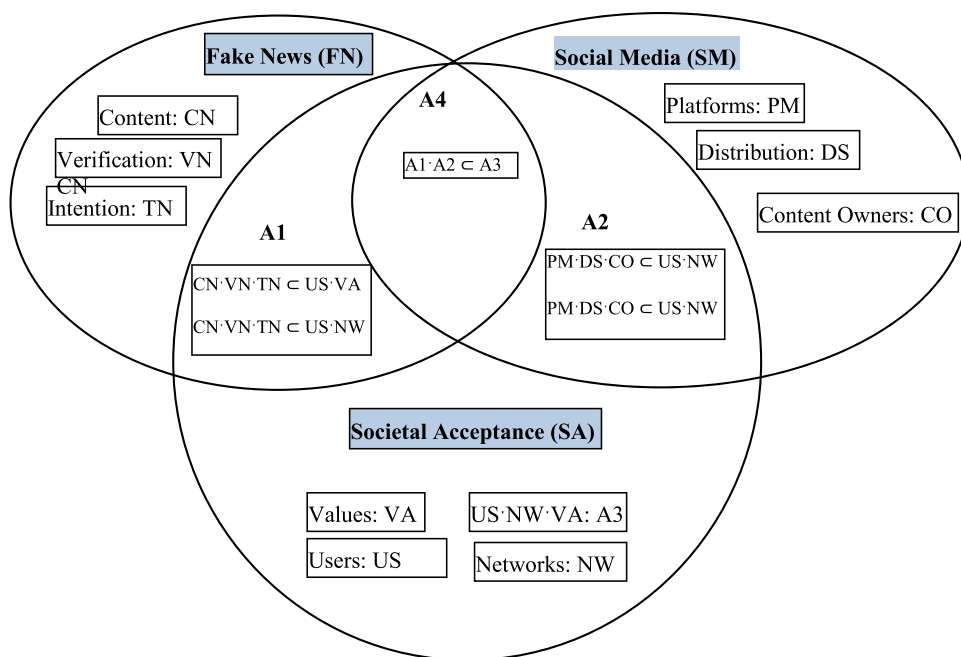 Fake News (FN)
Social Media (SM)
A4
Content: CN
Platforms: PM
Verification: VN
CN
Distribution: DS
A1·A2 ⊂ A3
Intention: TN
Content Owners: CO
A1
A2
CN·VN·TN ⊂ US·VA
CN·VN·TN ⊂ US·NW
PM·DS·CO ⊂ US·NW
PM·DS·CO ⊂ US·NW
Societal Acceptance (SA)
Values: VA
US·NW·VA: A3
Users: US
Networks: NW